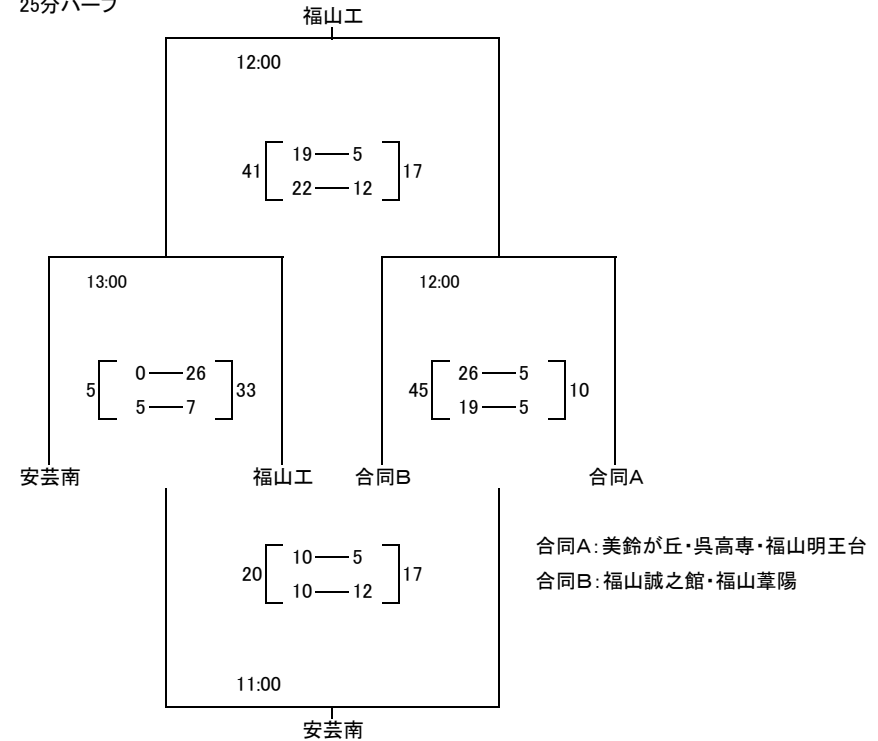 25分ハーフ
福山工
12:00
19 5
41 17
22 12
13:00 12:00
0 26 26 5
5 33 45 10
5 7 19 5
安芸南 福山工 合同B 合同A
合同A:美鈴が丘・呉高専・福山明王台
10 5
20 17
合同B:福山誠之館・福山葦陽
10 12
11:00
安芸南